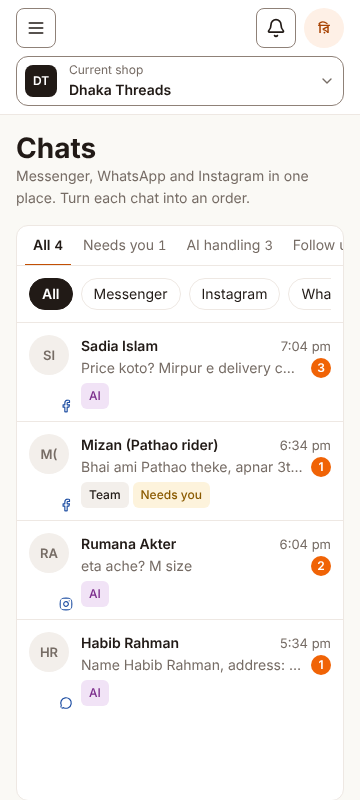 রি
DT
Current shop
Dhaka Threads
Chats
Messenger, WhatsApp and Instagram in one
place. Turn each chat into an order.
All 4 Needs you 1 AI handling 3 Follow u
All Messenger Instagram Wha
SI
Sadia Islam 7:04 pm
Price koto? Mirpur e delivery c... 3
AI
M(
Mizan (Pathao rider) 6:34 pm
Bhai ami Pathao theke, apnar 3t... 1
Team Needs you
RA
Rumana Akter 6:04 pm
eta ache? M size 2
AI
HR
Habib Rahman 5:34 pm
Name Habib Rahman, address: ... 1
AI